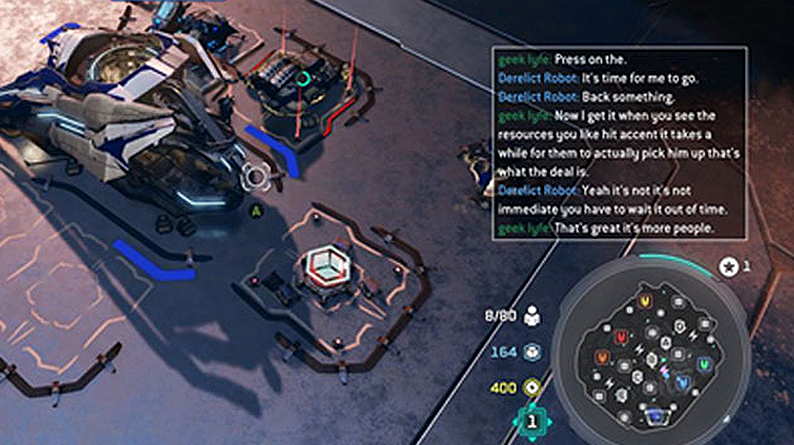 geek lyfe: Press on the.
Derelict Robot: It's time for me to go.
Derelict Robot: Back something.
geek lyfe: Now I get it when you see the
resources you like hit accent it takes a
while for them to actually pick him up that's
what the deal is.
Derelict Robot: Yeah it's not it's not
immediate you have to wait it out of time.
geek lyfe: That's great it's more people.
1
A
8/80
164
400
1